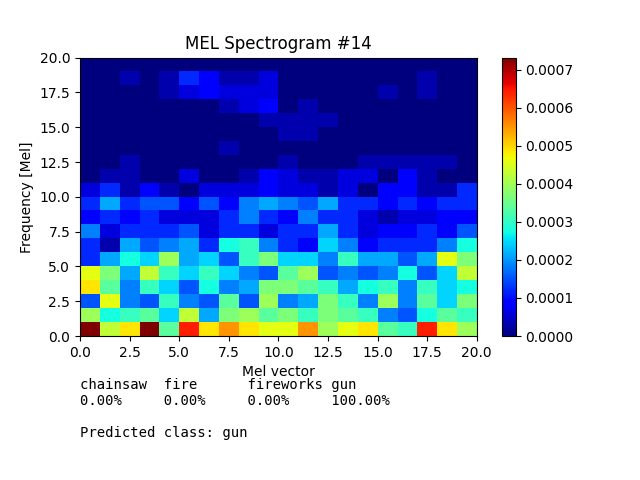 MEL Spectrogram #14
Frequency [Mel]
20.0
17.5
15.0
12.5
10.0
7.5
5.0
2.5
0.0
0.0 2.5 5.0 7.5 10.0 12.5 15.0 17.5 20.0
Mel vector
0.0007
0.0006
0.0005
0.0004
0.0003
0.0002
0.0001
0.0000
chainsaw fire fireworks gun
0.00% 0.00% 0.00% 100.00%
Predicted class: gun